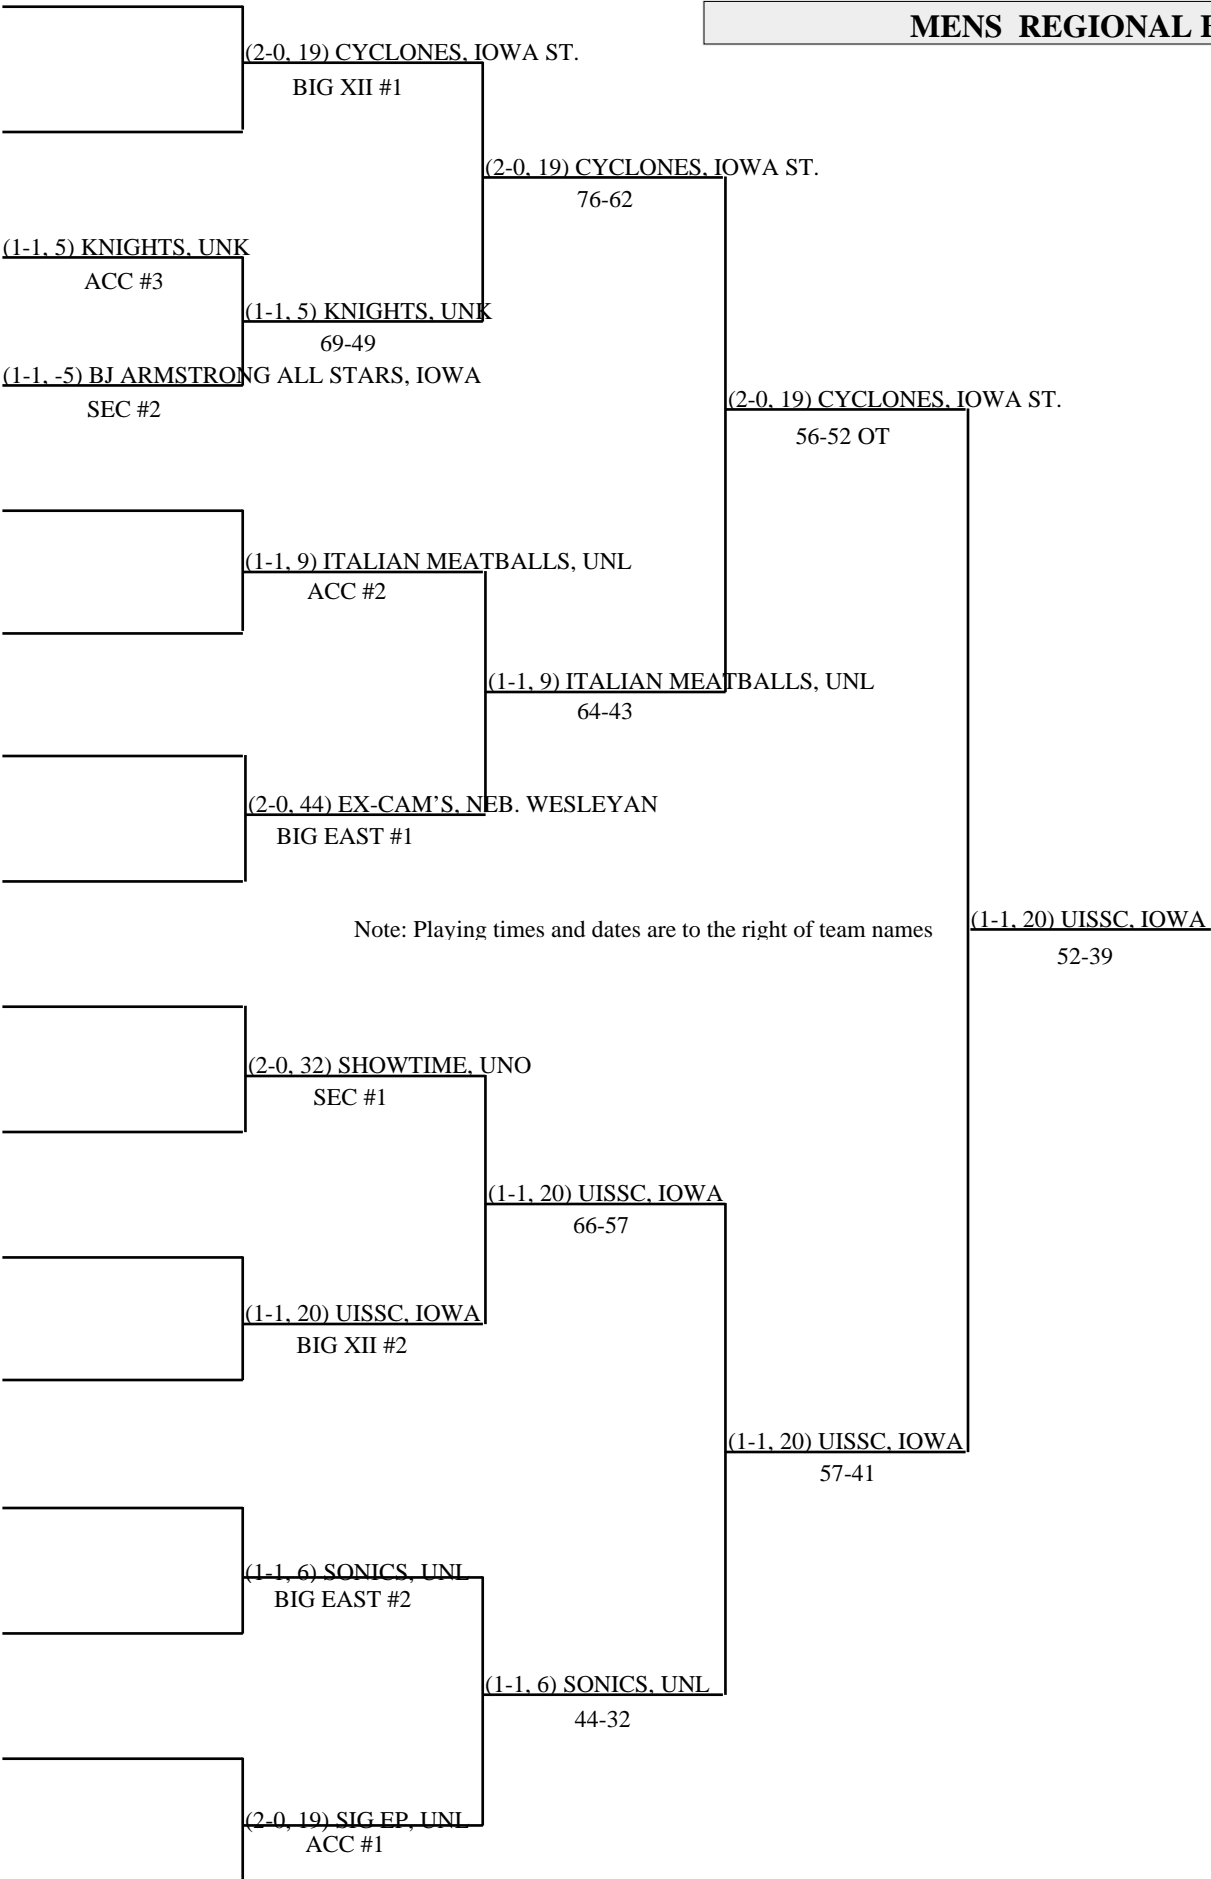 MENS REGIONAL
(2-0, 19) CYCLONES, IOWA ST.
BIG XII #1
(2-0, 19) CYCLONES, IOWA ST.
76-62
(1-1, 5) KNIGHTS, UNK
ACC #3
(1-1, 5) KNIGHTS, UNK
69-49
(1-1, -5) BJ ARMSTRONG ALL STARS, IOWA
SEC #2
(2-0, 19) CYCLONES, IOWA ST.
56-52 OT
(1-1, 9) ITALIAN MEATBALLS, UNL
ACC #2
(1-1, 9) ITALIAN MEATBALLS, UNL
64-43
(2-0, 44) EX-CAM’S, NEB. WESLEYAN
BIG EAST #1
Note: Playing times and dates are to the right of team names
(1-1, 20) UISSC, IOWA
52-39
(2-0, 32) SHOWTIME, UNO
SEC #1
(1-1, 20) UISSC, IOWA
66-57
(1-1, 20) UISSC, IOWA
BIG XII #2
(1-1, 20) UISSC, IOWA
57-41
(1-1, 6) SONICS, UNL
BIG EAST #2
(1-1, 6) SONICS, UNL
44-32
(2-0, 19) SIG EP, UNL
ACC #1